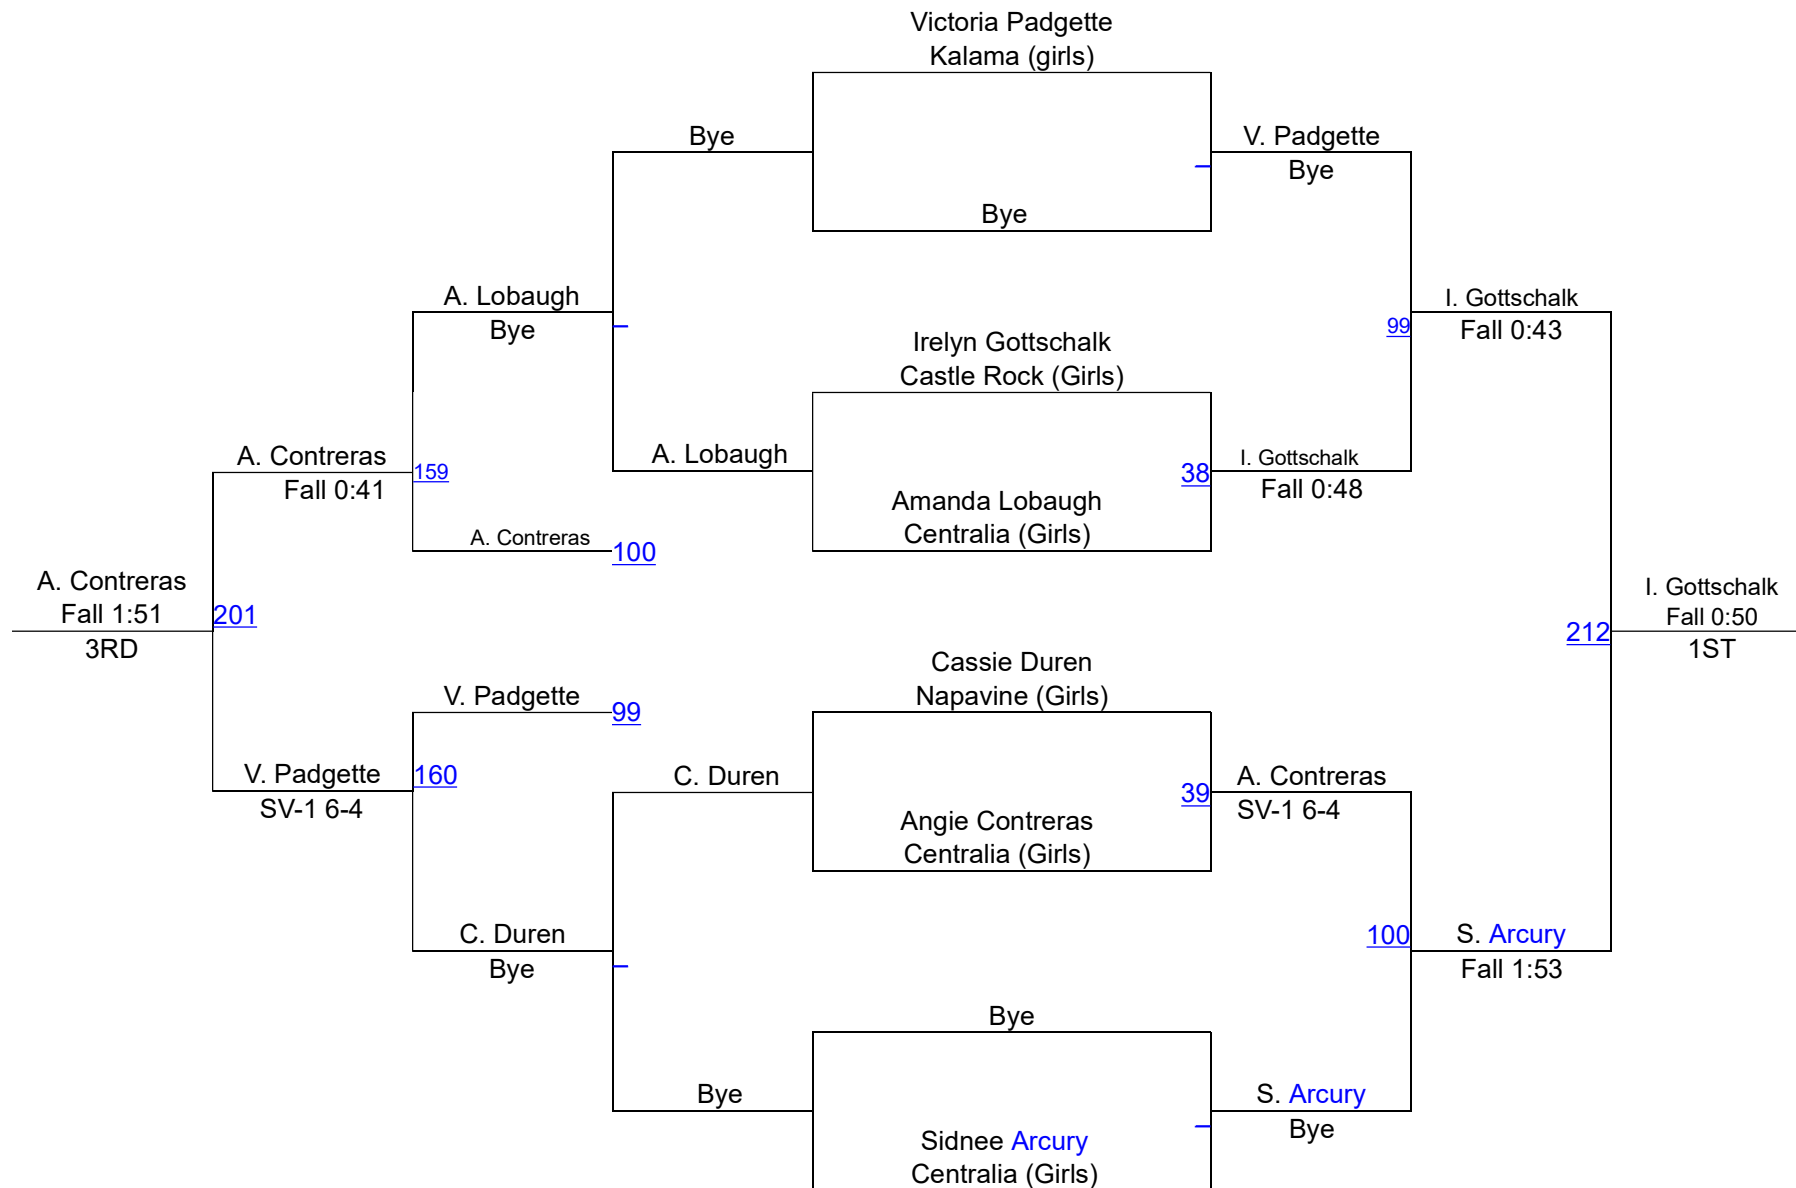 Victoria Padgette
Kalama (girls)
Bye
V. Padgette
Bye
Bye
A. Lobaugh
Bye
I. Gottschalk
99
Fall 0:43
Irelyn Gottschalk
Castle Rock (Girls)
A. Contreras
Fall 0:41
159
A. Lobaugh
38
I. Gottschalk
Fall 0:48
Amanda Lobaugh
Centralia (Girls)
A. Contreras
100
A. Contreras
Fall 1:51
3RD
201
212
I. Gottschalk
Fall 0:50
1ST
Cassie Duren
Napavine (Girls)
V. Padgette
99
V. Padgette
SV-1 6-4
160
C. Duren
39
A. Contreras
SV-1 6-4
Angie Contreras
Centralia (Girls)
C. Duren
Bye
100
S. Arcury
Fall 1:53
Bye
Bye
S. Arcury
Bye
Sidnee Arcury
Centralia (Girls)